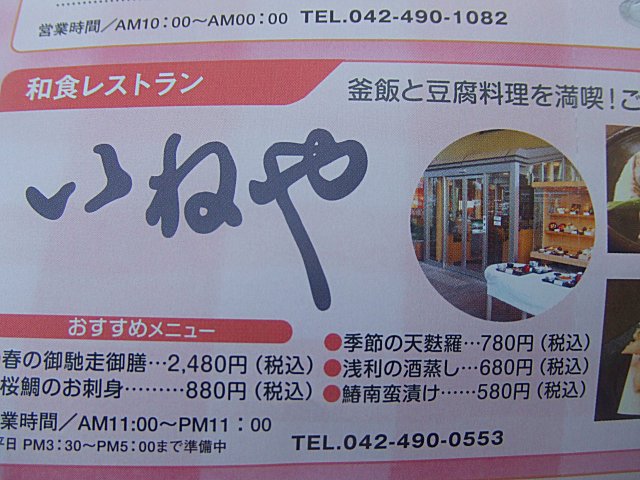 営業時間/AM10：00～AM00：00 TEL.042-490-1082
和食レストラン
釜飯と豆腐料理を満喫！ご
いねや
おすすめメニュー
春の御馳走御膳…2,480円（税込）
桜鯛のお刺身………880円（税込）
●季節の天麩羅…780円（税込）
●浅利の酒蒸し…680円（税込）
●鰆南蛮漬け……580円（税込）
業時間/AM11:00～PM11：00
平日 PM3：30～PM5：00まで準備中
TEL.042-490-0553